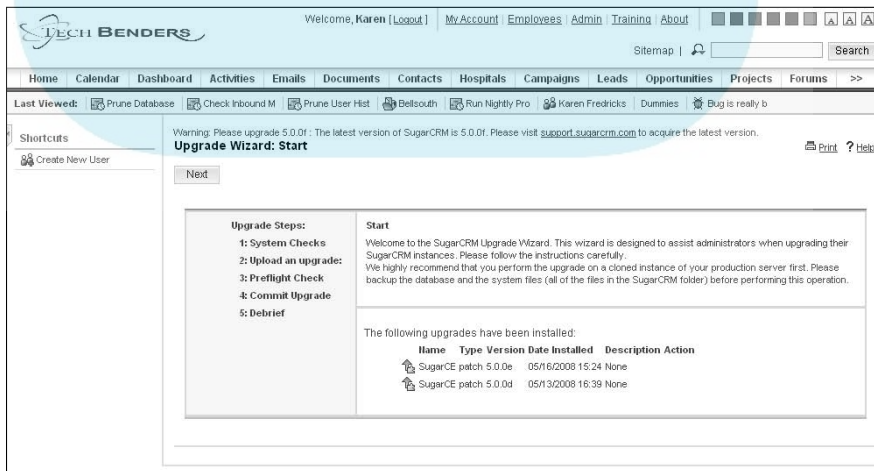 TECH BENDERS
Welcome, Karen [ Logout ] | My Account | Employees | Admin | Training | About
A A A
Sitemap |
Search
Home Calendar Dashboard Activities Emails Documents Contacts Hospitals Campaigns Leads Opportunities Projects Forums >>
Last Viewed: Prune Database Check Inbound M Prune User Hist Bellsouth Run Nightly Pro Karen Fredricks Dummies Bug is really b
Shortcuts
Create New User
Warning: Please upgrade 5.0.0f : The latest version of SugarCRM is 5.0.0f. Please visit support.sugarcrm.com to acquire the latest version.
Upgrade Wizard: Start
Print ? Help
Next
Upgrade Steps:
1: System Checks
2: Upload an upgrade:
3: Preflight Check
4: Commit Upgrade
5: Debrief
Start
Welcome to the SugarCRM Upgrade Wizard. This wizard is designed to assist administrators when upgrading their
SugarCRM instances. Please follow the instructions carefully.
We highly recommend that you perform the upgrade on a cloned instance of your production server first. Please
backup the database and the system files (all of the files in the SugarCRM folder) before performing this operation.
The following upgrades have been installed:
Name Type Version Date Installed Description Action
SugarCE patch 5.0.0e 05/16/2008 15:24 None
SugarCE patch 5.0.0d 05/13/2008 16:39 None